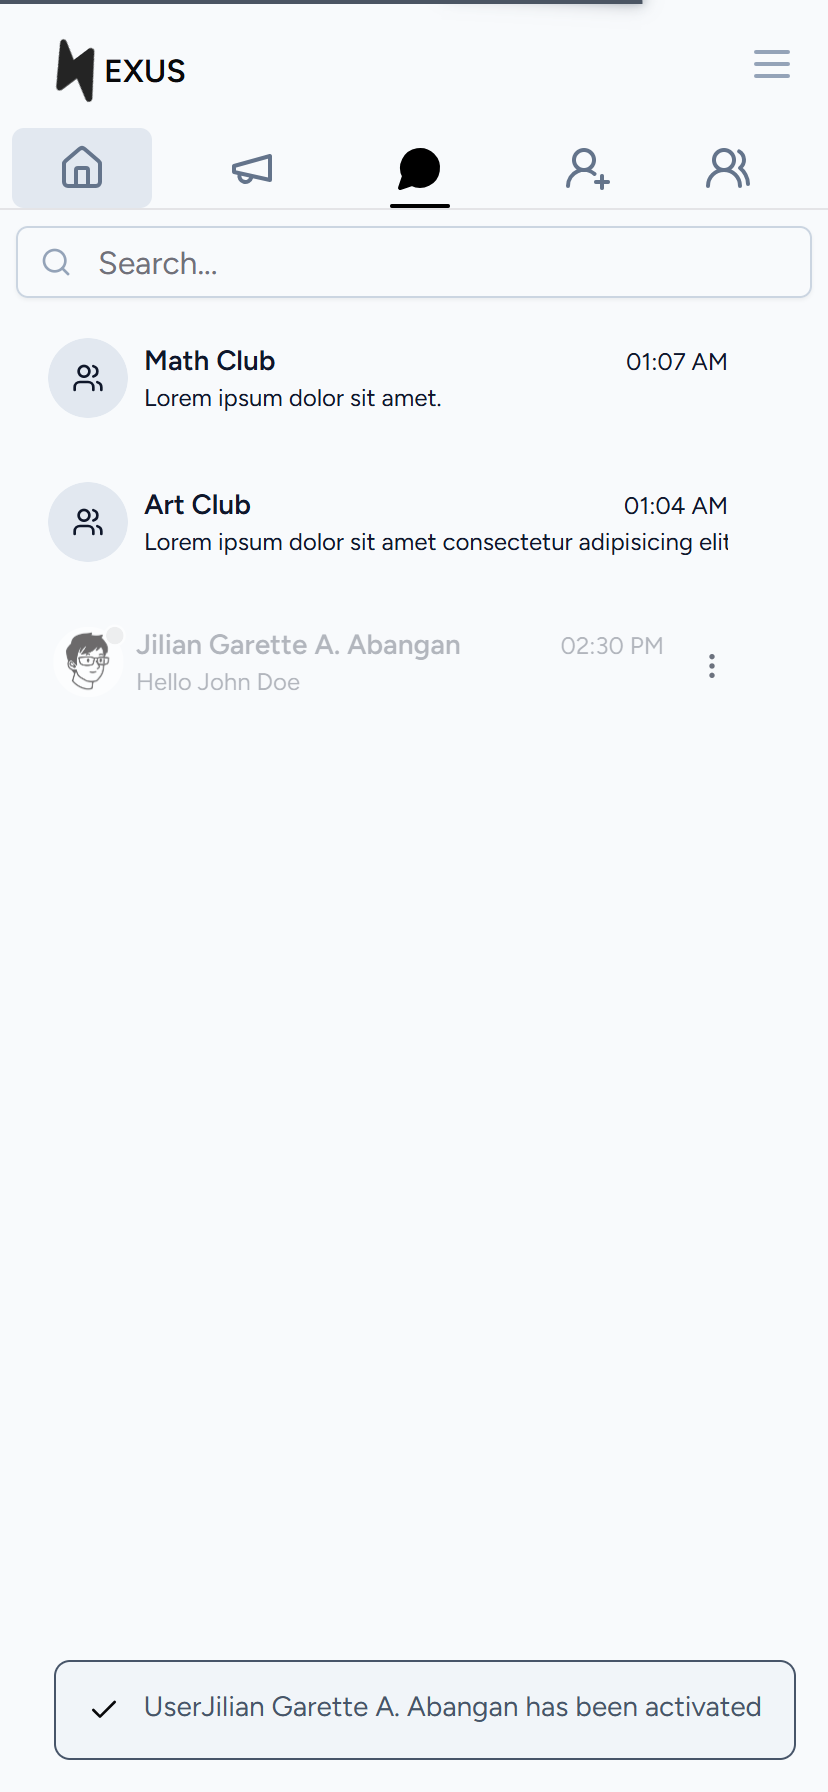 EXUS
Search...
Math Club 01:07 AM
Lorem ipsum dolor sit amet.
Art Club 01:04 AM
Lorem ipsum dolor sit amet consectetur adipisicing elit
Jilian Garette A. Abangan 02:30 PM
Hello John Doe
UserJilian Garette A. Abangan has been activated